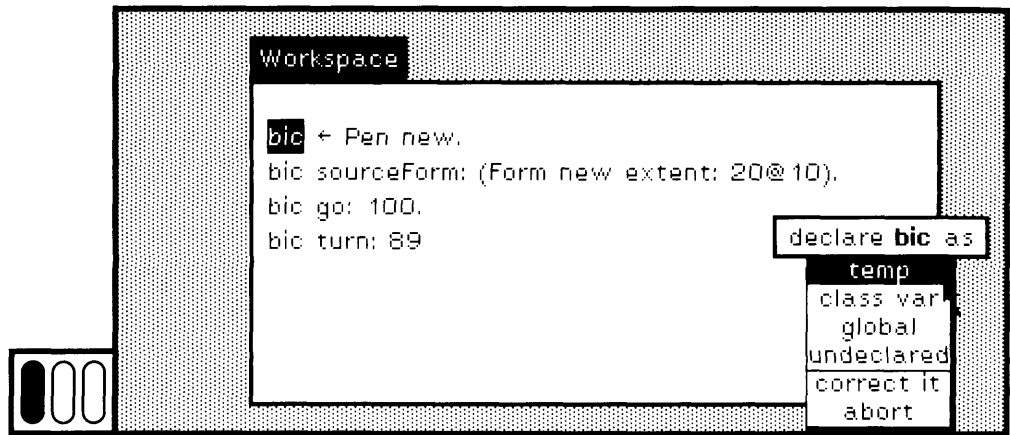 Workspace
bic ← Pen new.
bic sourceForm: (Form new extent: 20@10).
bic go: 100.
bic turn: 89
declare bic as
temp
class var
global
undeclared
correct it
abort